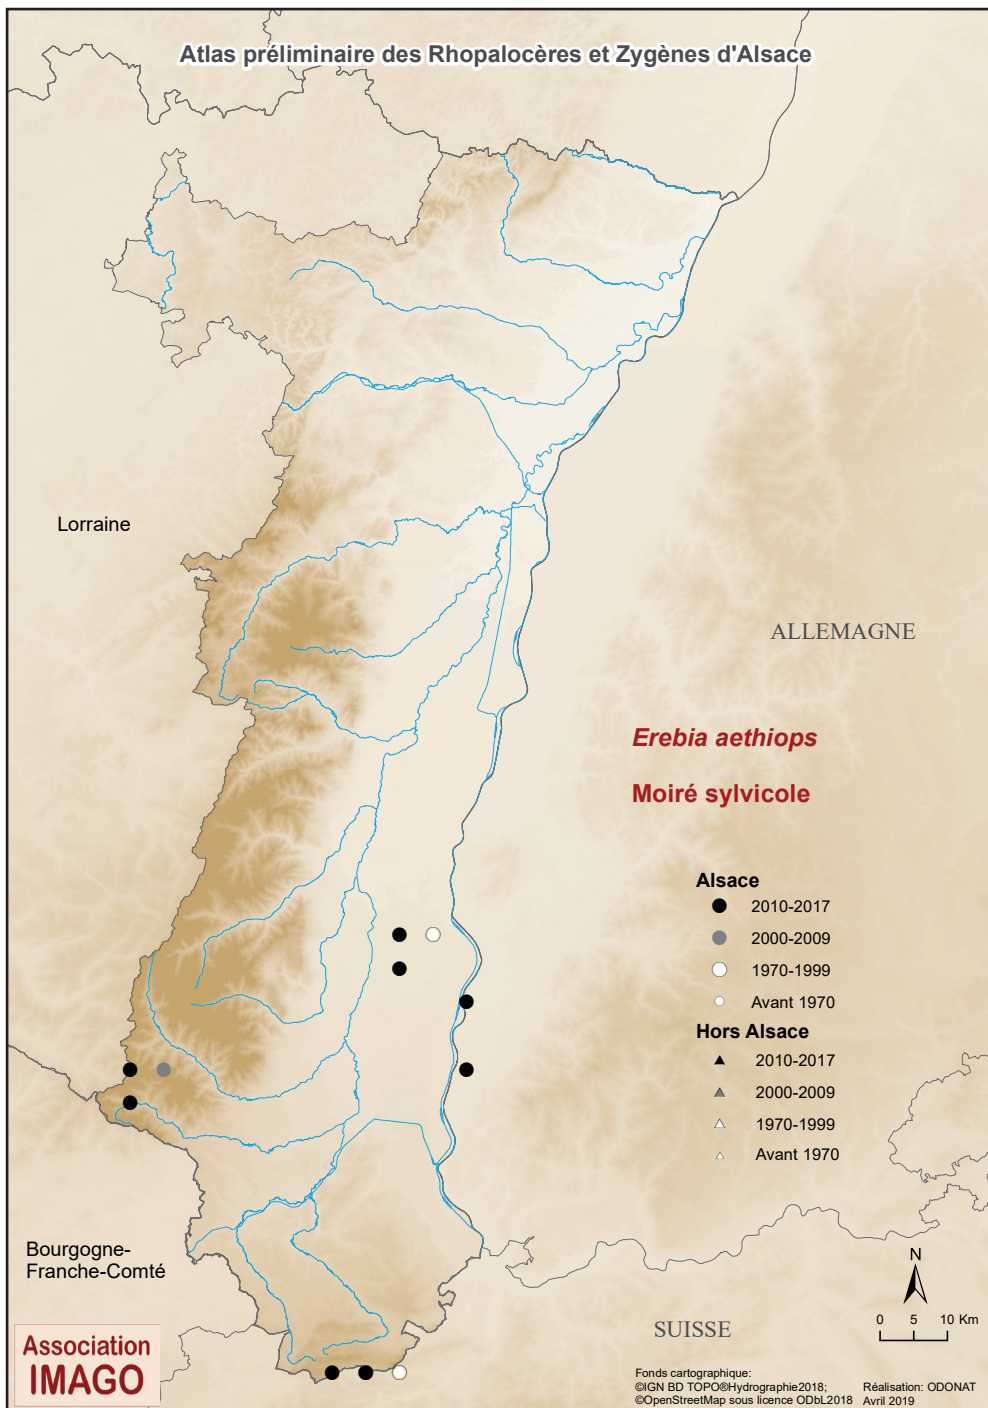 Atlas préliminaire des Rhopalocères et Zygènes d'Alsace
Lorraine
ALLEMAGNE
Erebia aethiops
Moiré sylvicole
Alsace
2010-2017
2000-2009
1970-1999
Avant 1970
Hors Alsace
2010-2017
2000-2009
1970-1999
Avant 1970
Bourgogne-
Franche-Comté
N
0 5 10 Km
SUISSE
Association
IMAGO
Fonds cartographique:
©IGN BD TOPO®Hydrographie2018;
©OpenStreetMap sous licence ODbL2018
Réalisation: ODONAT
Avril 2019